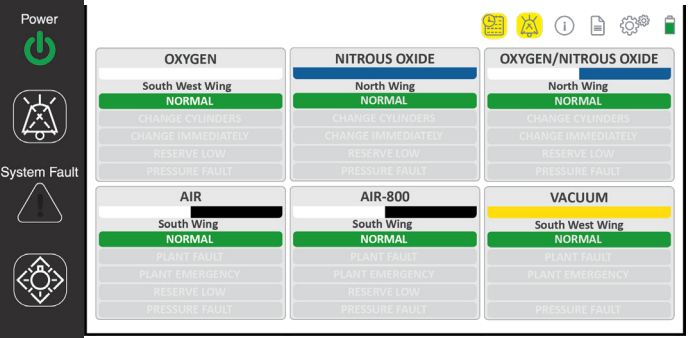 Power
System Fault
OXYGEN
South West Wing
NORMAL
CHANGE CYLINDERS
CHANGE IMMEDIATELY
RESERVE LOW
PRESSURE FAULT
NITROUS OXIDE
North Wing
NORMAL
CHANGE CYLINDERS
CHANGE IMMEDIATELY
RESERVE LOW
PRESSURE FAULT
OXYGEN/NITROUS OXIDE
North Wing
NORMAL
CHANGE CYLINDERS
CHANGE IMMEDIATELY
RESERVE LOW
PRESSURE FAULT
AIR
South Wing
NORMAL
PLANT FAULT
PLANT EMERGENCY
RESERVE LOW
PRESSURE FAULT
AIR-800
South Wing
NORMAL
PLANT FAULT
PLANT EMERGENCY
RESERVE LOW
PRESSURE FAULT
VACUUM
South West Wing
NORMAL
PLANT FAULT
PLANT EMERGENCY
PRESSURE FAULT